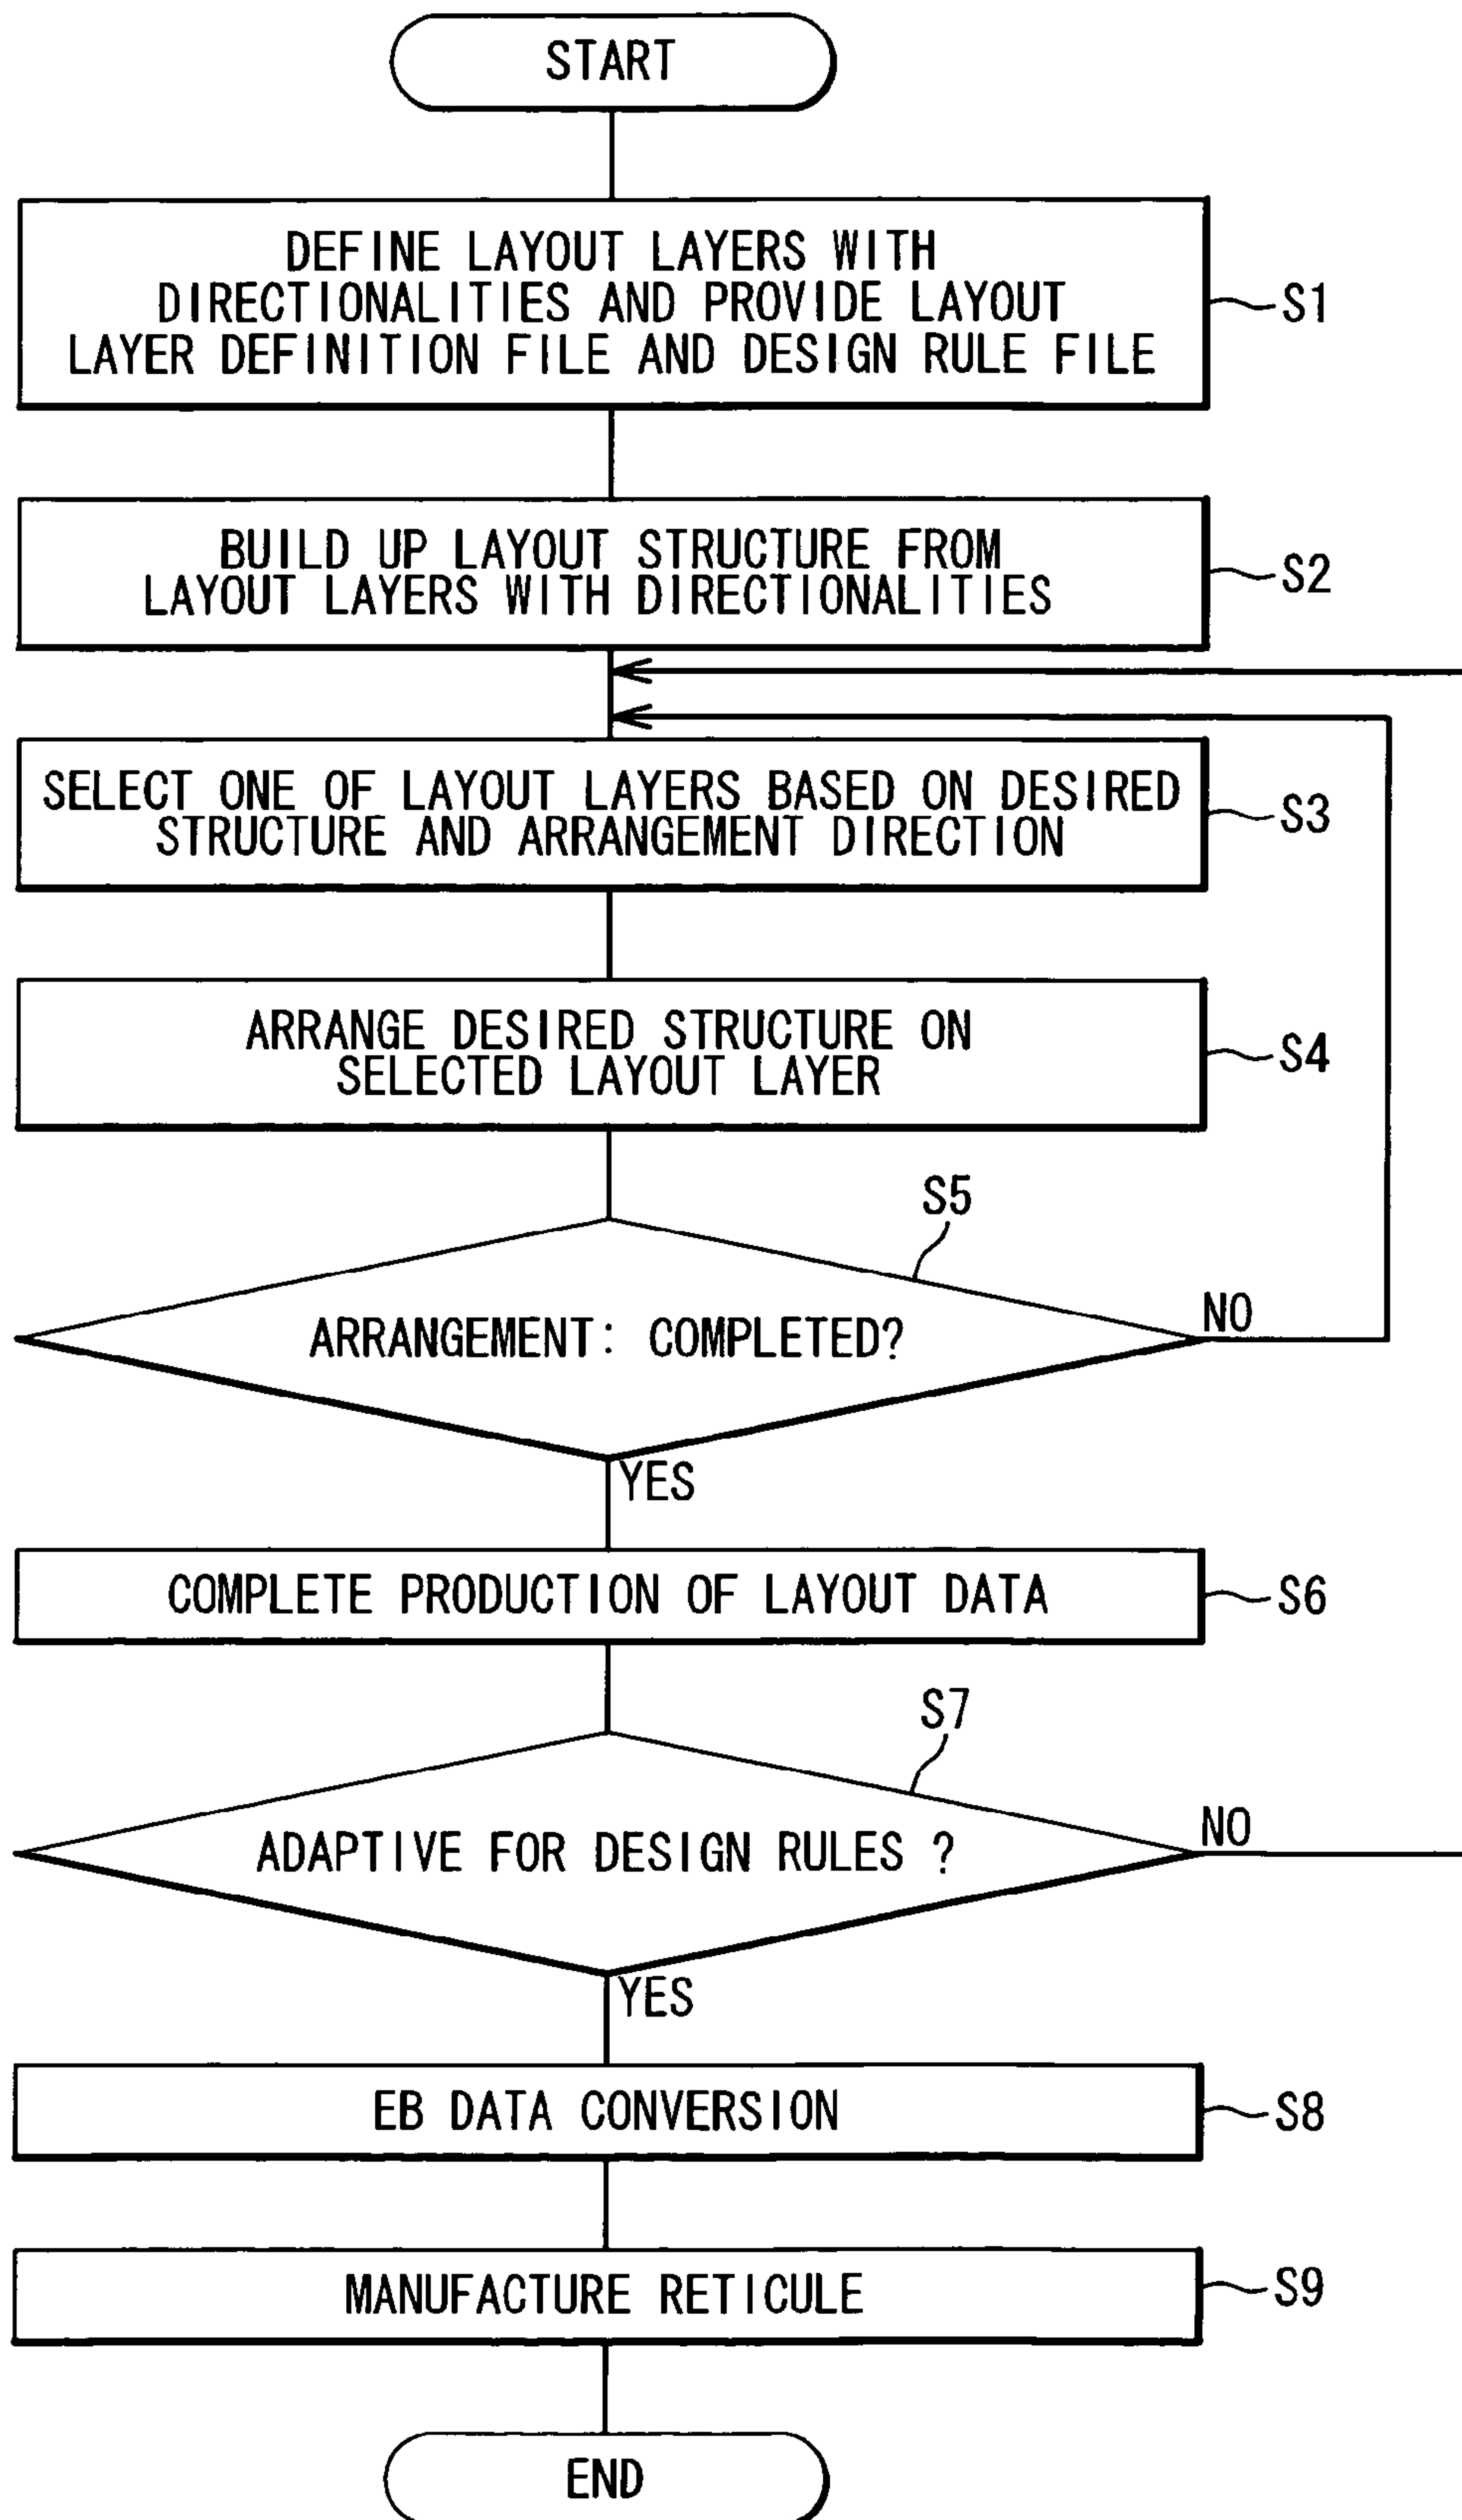 START
DEFINE LAYOUT LAYERS WITH
DIRECTIONALITIES AND PROVIDE LAYOUT
LAYER DEFINITION FILE AND DESIGN RULE FILE
S1
BUILD UP LAYOUT STRUCTURE FROM
LAYOUT LAYERS WITH DIRECTIONALITIES
S2
SELECT ONE OF LAYOUT LAYERS BASED ON DESIRED
STRUCTURE AND ARRANGEMENT DIRECTION
S3
ARRANGE DESIRED STRUCTURE ON
SELECTED LAYOUT LAYER
S4
S5
ARRANGEMENT: COMPLETED?
NO
YES
COMPLETE PRODUCTION OF LAYOUT DATA
S6
S7
ADAPTIVE FOR DESIGN RULES ?
NO
YES
EB DATA CONVERSION
S8
MANUFACTURE RETICULE
S9
END